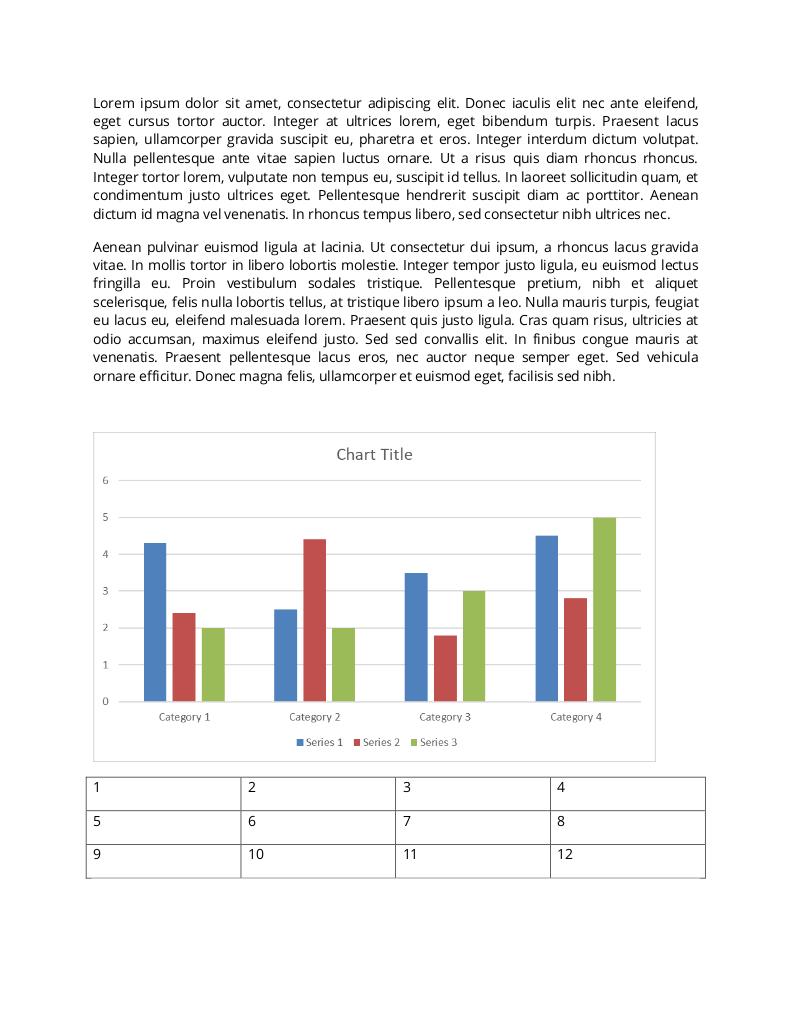 Lorem ipsum dolor sit amet, consectetur adipiscing elit. Donec iaculis elit nec ante eleifend,
eget cursus tortor auctor. Integer at ultrices lorem, eget bibendum turpis. Praesent lacus
sapien, ullamcorper gravida suscipit eu, pharetra et eros. Integer interdum dictum volutpat.
Nulla pellentesque ante vitae sapien luctus ornare. Ut a risus quis diam rhoncus rhoncus.
Integer tortor lorem, vulputate non tempus eu, suscipit id tellus. In laoreet sollicitudin quam, et
condimentum justo ultrices eget. Pellentesque hendrerit suscipit diam ac porttitor. Aenean
dictum id magna vel venenatis. In rhoncus tempus libero, sed consectetur nibh ultrices nec.
Aenean pulvinar euismod ligula at lacinia. Ut consectetur dui ipsum, a rhoncus lacus gravida
vitae. In mollis tortor in libero lobortis molestie. Integer tempor justo ligula, eu euismod lectus
fringilla eu. Proin vestibulum sodales tristique. Pellentesque pretium, nibh et aliquet
scelerisque, felis nulla lobortis tellus, at tristique libero ipsum a leo. Nulla mauris turpis, feugiat
eu lacus eu, eleifend malesuada lorem. Praesent quis justo ligula. Cras quam risus, ultricies at
odio accumsan, maximus eleifend justo. Sed sed convallis elit. In finibus congue mauris at
venenatis. Praesent pellentesque lacus eros, nec auctor neque semper eget. Sed vehicula
ornare efficitur. Donec magna felis, ullamcorper et euismod eget, facilisis sed nibh.
Chart Title
6
5
4
3
2
1
0
Category 1 Category 2 Category 3 Category 4
Series 1 Series 2 Series 3
1 2 3 4
5 6 7 8
9 10 11 12